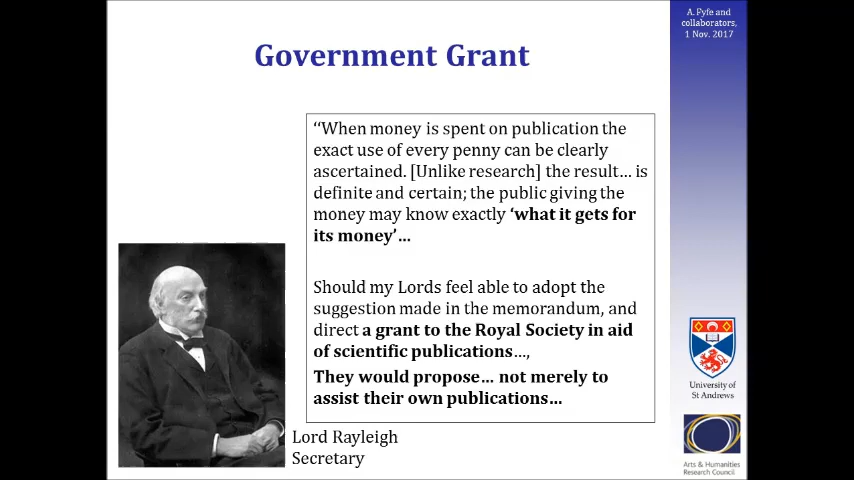 A. Fyfe and
collaborators,
1 Nov. 2017
Government Grant
“When money is spent on publication the
exact use of every penny can be clearly
ascertained. [Unlike research] the result… is
definite and certain; the public giving the
money may know exactly ‘what it gets for
its money’…
Should my Lords feel able to adopt the
suggestion made in the memorandum, and
direct a grant to the Royal Society in aid
of scientific publications…,
They would propose… not merely to
assist their own publications…
Lord Rayleigh
Secretary
University of
St Andrews
Arts & Humanities
Research Council